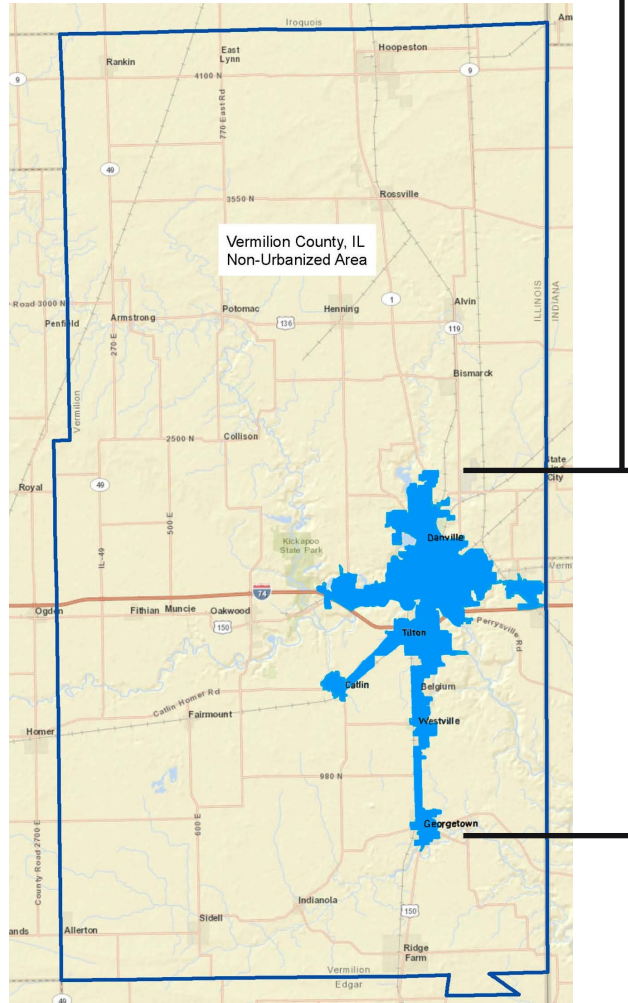 Iroquois
Am
Rankin
East
Lynn
Hoopeston
9
4100 N
9
770 East Rd
49
3550 N
Rossville
Vermilion County, IL
Non-Urbanized Area
Road 3000 N
Penfield
Armstrong
270 E
Potomac
136
Henning
1
Alvin
119
ILLINOIS
INDIANA
Bismarck
Vermilion
2500 N
Collison
State
City
Royal
49
500 E
IL-49
Kickapoo
State Park
Danville
Verm
74
Ogden
Fithian
Muncie
Oakwood
150
Tilton
Perrysville
Rd
Catlin
Belgium
Catlin Homer Rd
Fairmount
Westville
Homer
980 N
County Road 2700 E
600 E
Georgetown
Indianola
150
Sidell
ands
Allerton
Ridge
Farm
Vermilion
Edgar
49